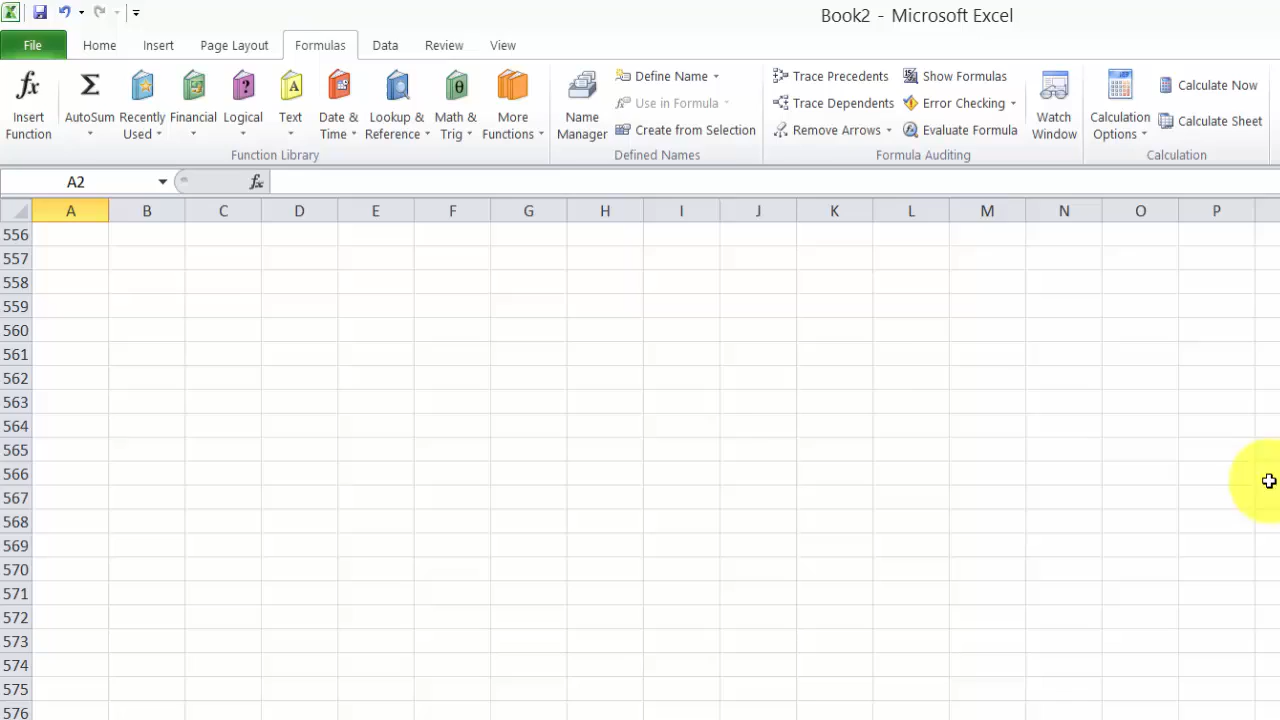 Book2 - Microsoft Excel
File Home Insert Page Layout Formulas Data Review View
Insert Function
AutoSum
Recently Used
Financial
Logical
Text
Date & Time
Lookup & Reference
Math & Trig
More Functions
Function Library
Name Manager
Define Name
Use in Formula
Create from Selection
Defined Names
Trace Precedents
Trace Dependents
Remove Arrows
Show Formulas
Error Checking
Evaluate Formula
Formula Auditing
Watch Window
Calculation Options
Calculate Now
Calculate Sheet
Calculation
A2 fx
A B C D E F G H I J K L M N O P
556
557
558
559
560
561
562
563
564
565
566
567
568
569
570
571
572
573
574
575
576